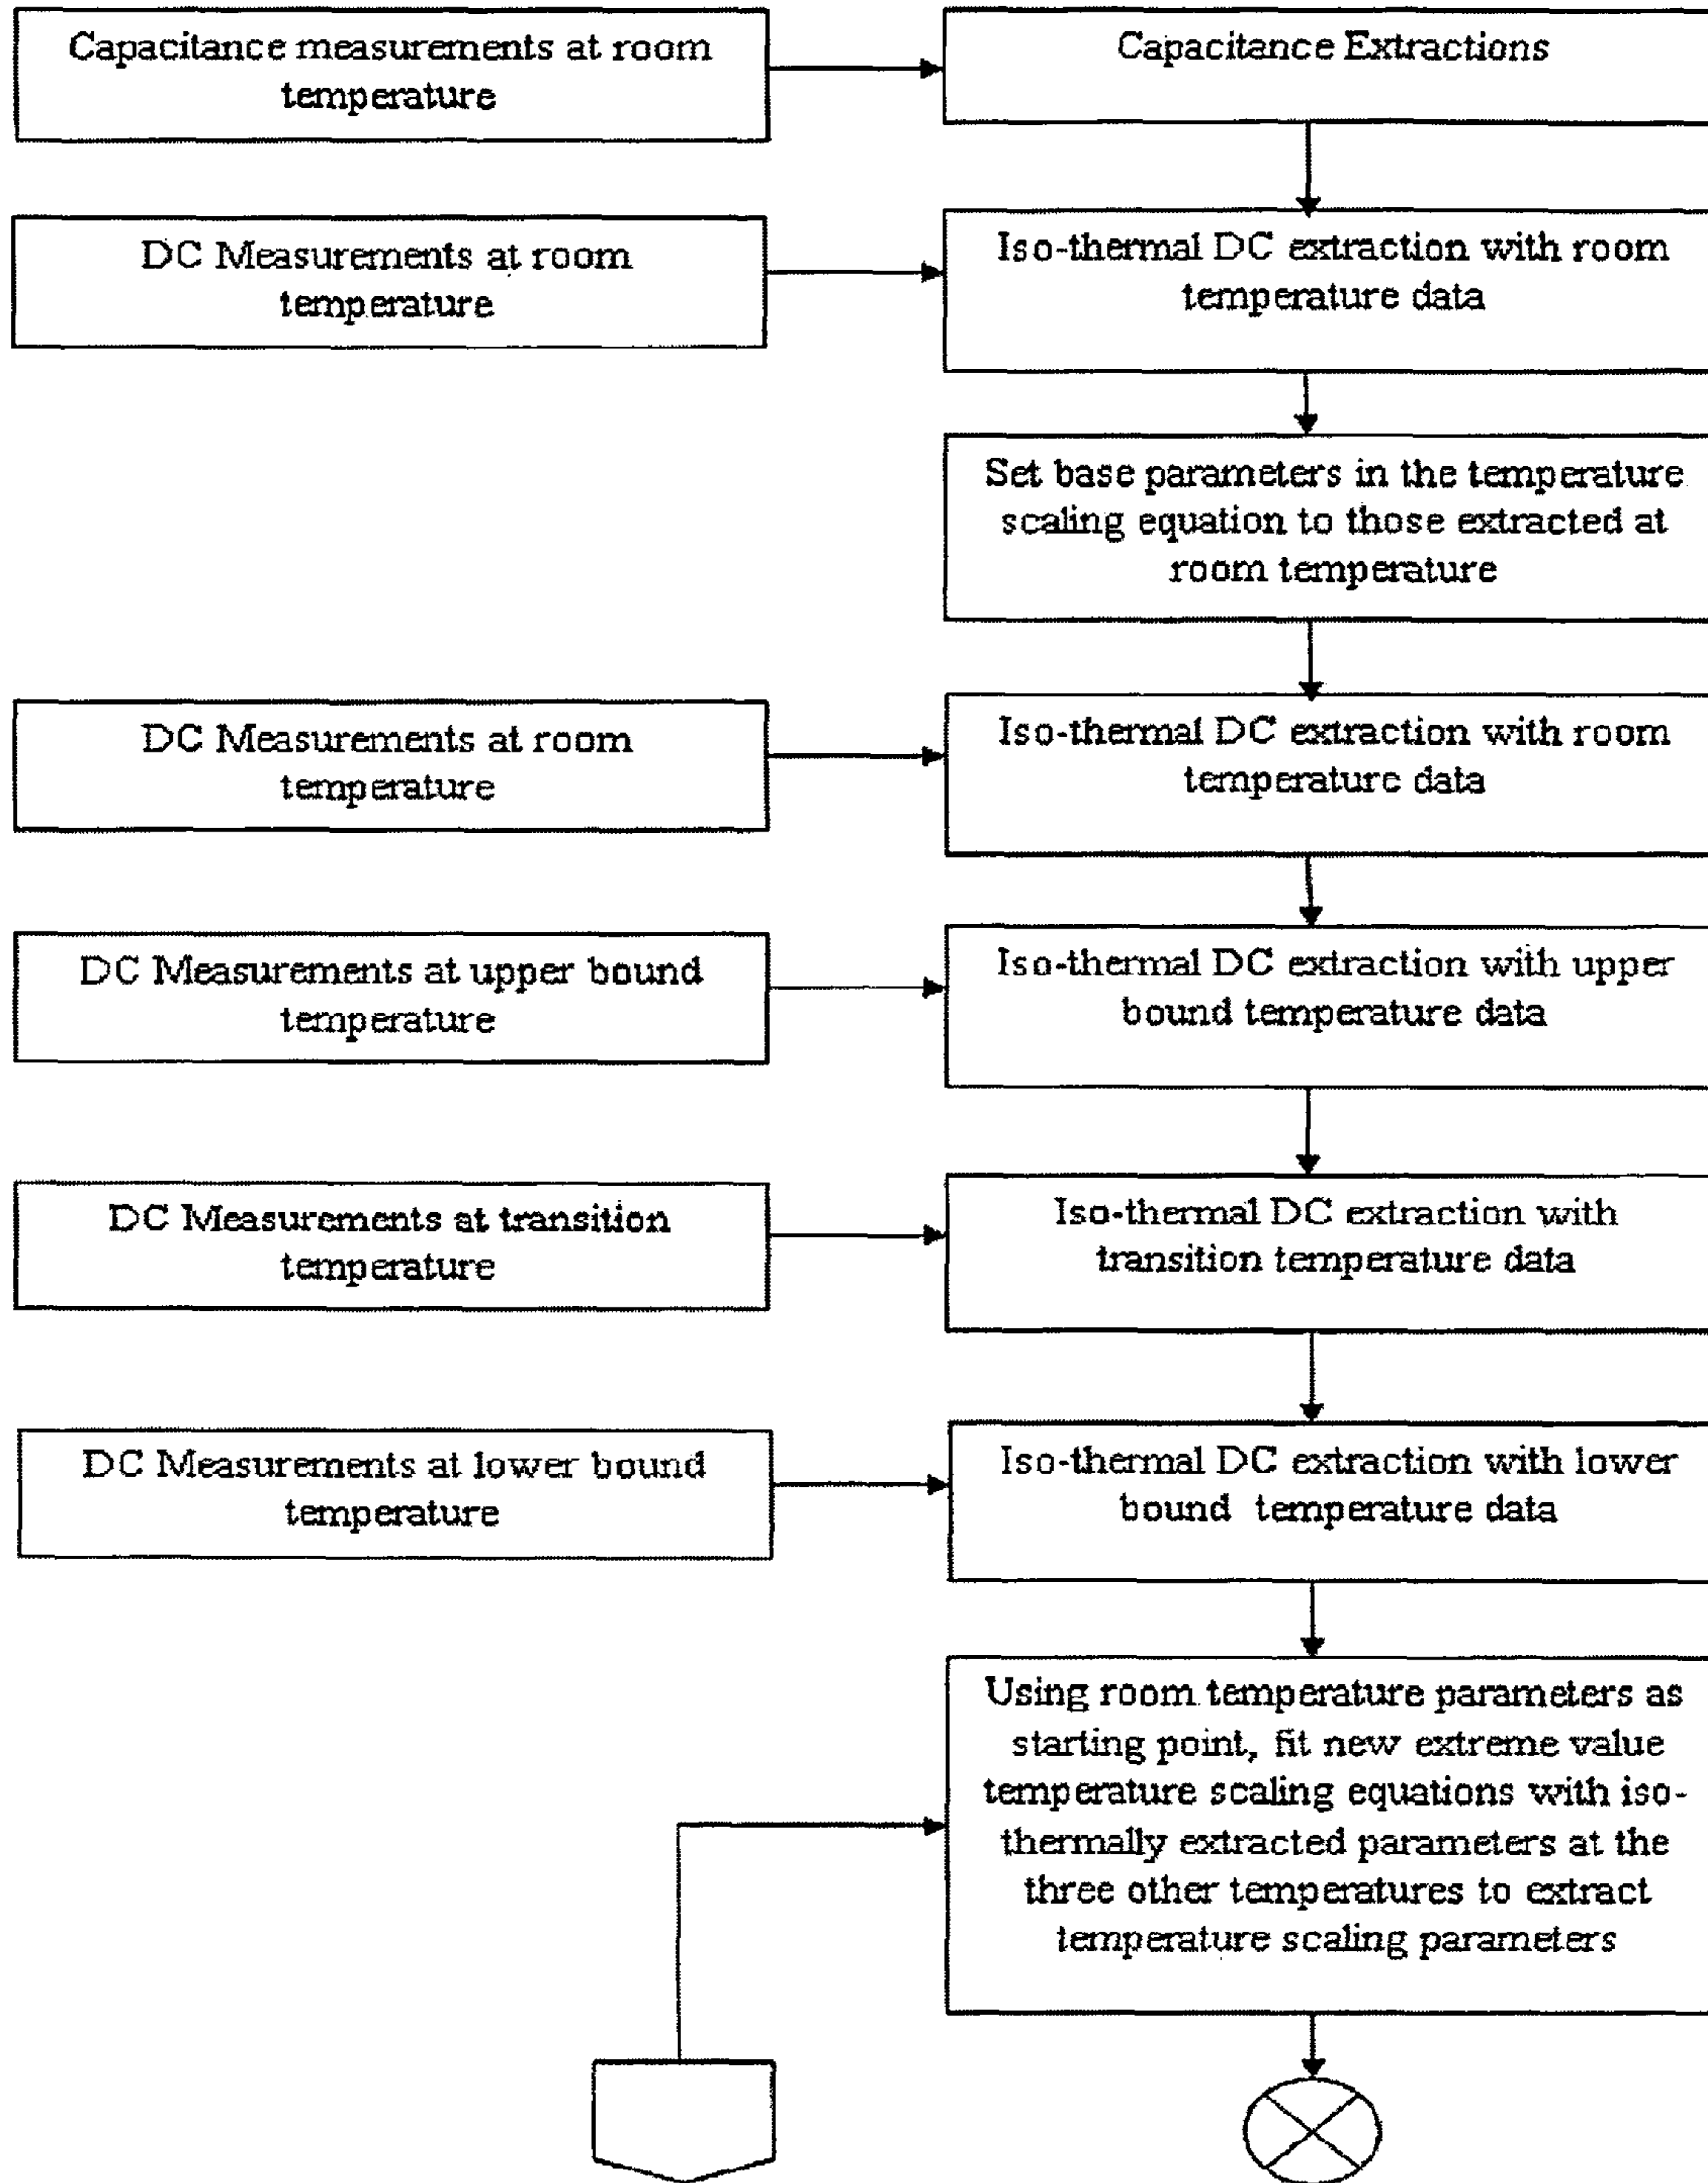 Capacitance measurements at room
temperature
Capacitance Extractions
DC Measurements at room
temperature
Iso-thermal DC extraction with room
temperature data
Set base parameters in the temperature
scaling equation to those extracted at
room temperature
DC Measurements at room
temperature
Iso-thermal DC extraction with room
temperature data
DC Measurements at upper bound
temperature
Iso-thermal DC extraction with upper
bound temperature data
DC Measurements at transition
temperature
Iso-thermal DC extraction with
transition temperature data
DC Measurements at lower bound
temperature
Iso-thermal DC extraction with lower
bound temperature data
Using room temperature parameters as
starting point, fit new extreme value
temperature scaling equations with iso-
thermally extracted parameters at the
three other temperatures to extract
temperature scaling parameters